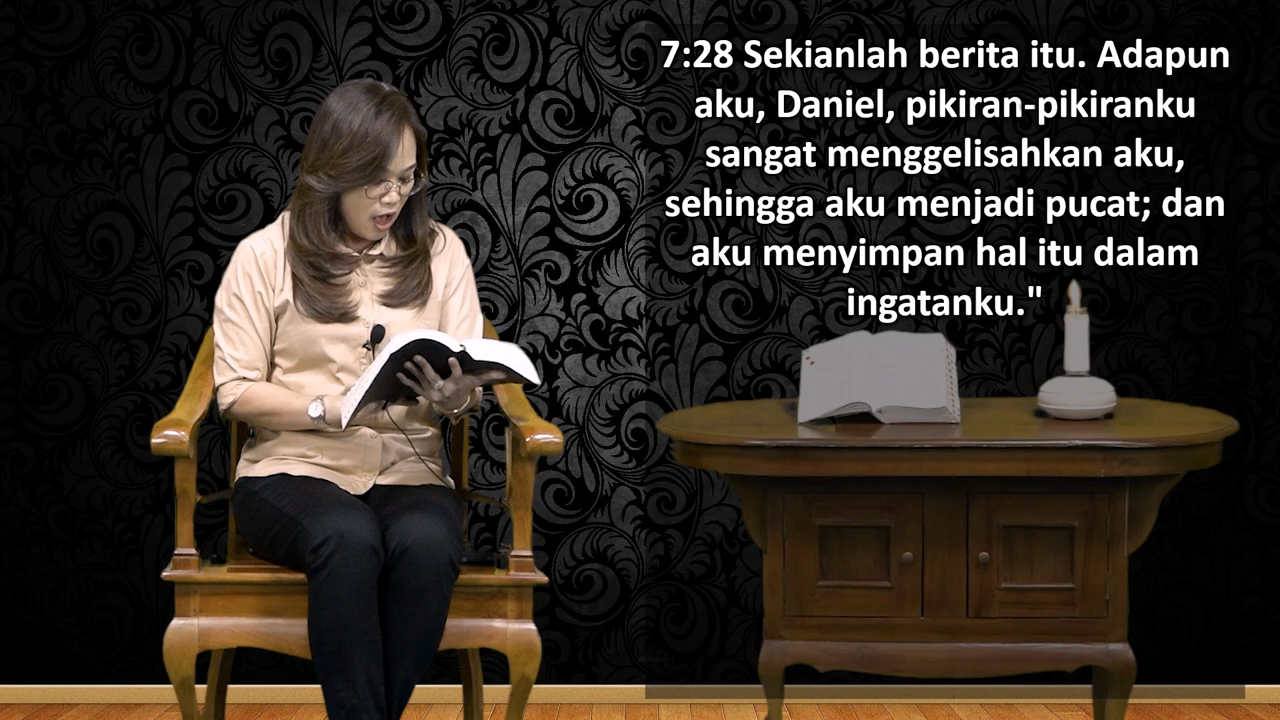 7:28 Sekianlah berita itu. Adapun
aku, Daniel, pikiran-pikiranku
sangat menggelisahkan aku,
sehingga aku menjadi pucat; dan
aku menyimpan hal itu dalam
ingatanku."